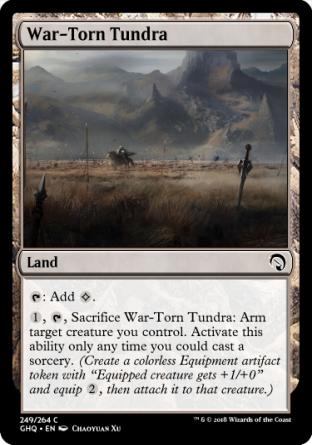 War-Torn Tundra
Land
: Add .
1, , Sacrifice War-Torn Tundra: Arm
target creature you control. Activate this
ability only any time you could cast a
sorcery. (Create a colorless Equipment artifact
token with “Equipped creature gets +1/+0”
and equip 2, then attach it to that creature.)
249/264 C
GHQ • EN CHAOYUAN XU
™ & © 2018 Wizards of the Coast